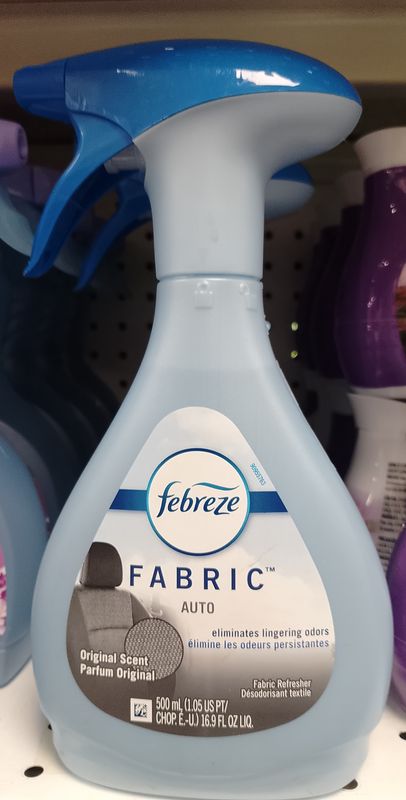 febreze
FABRIC™
AUTO
eliminates lingering odors
élimine les odeurs persistantes
Original Scent
Parfum Original
Fabric Refresher
Désodorisant textile
500 mL (1.05 US PT/
CHOP. É.-U.) 16.9 FL OZ LIQ.